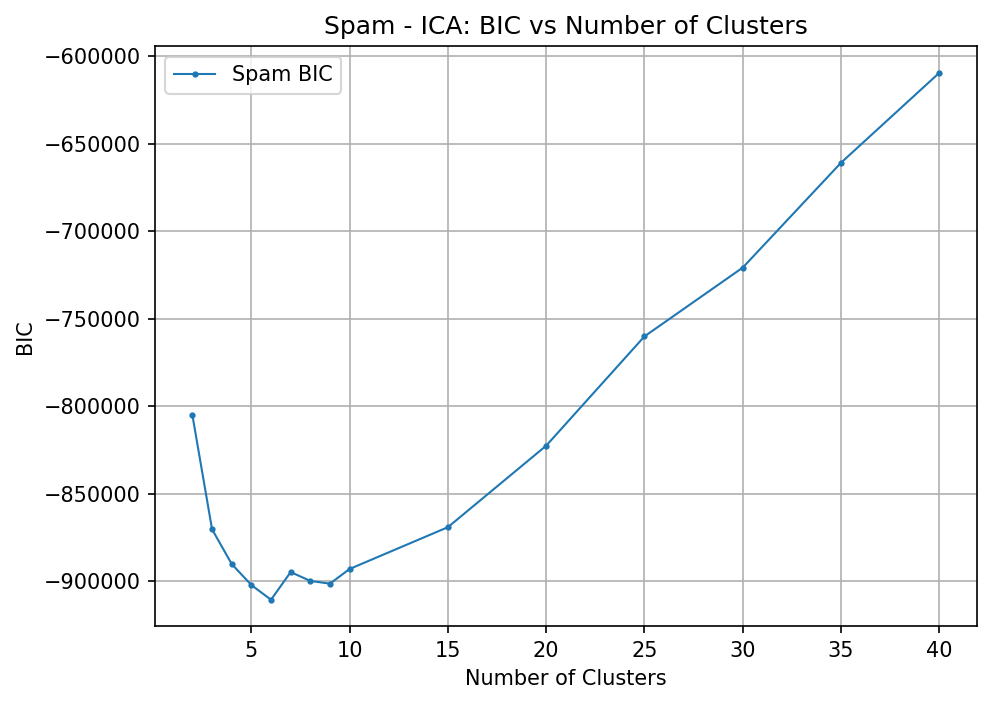 Spam - ICA: BIC vs Number of Clusters
Spam BIC
BIC
−600000
−650000
−700000
−750000
−800000
−850000
−900000
5 10 15 20 25 30 35 40
Number of Clusters